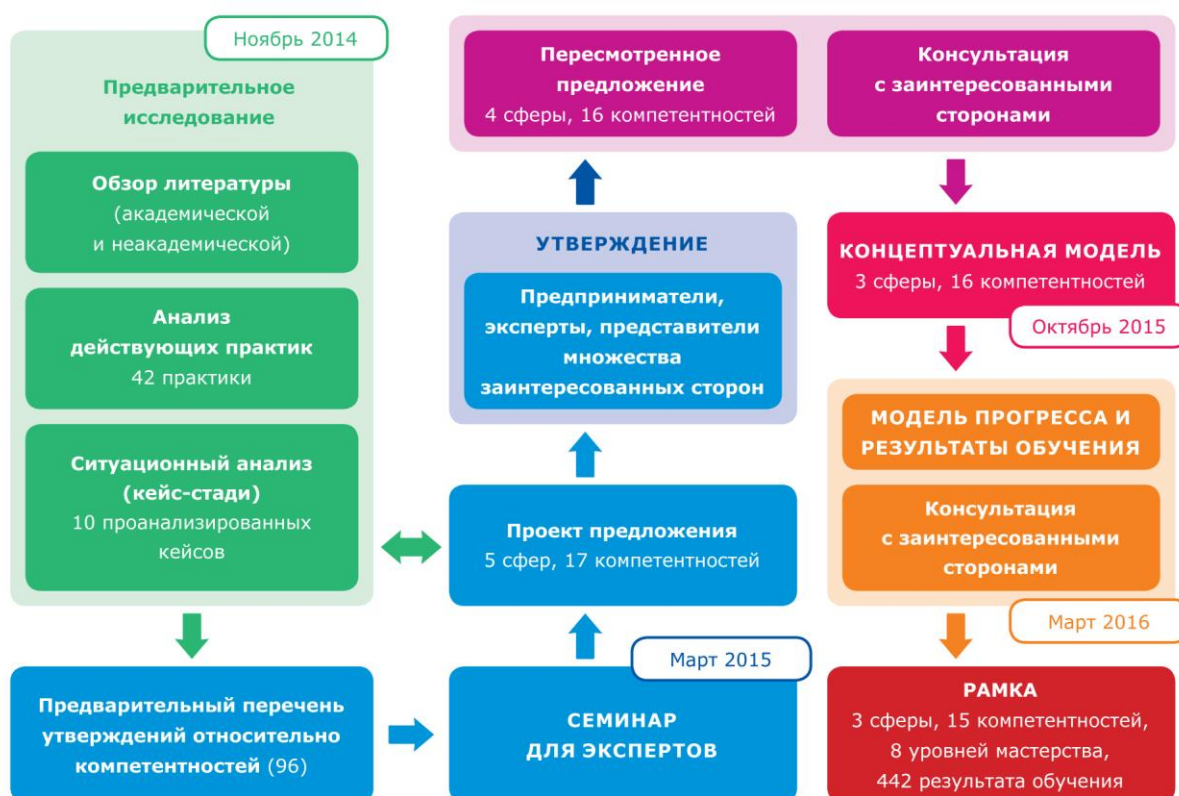 Ноябрь 2014
Предварительное
исследование
Обзор литературы
(академической
и неакадемической)
Анализ
действующих практик
42 практики
Ситуационный анализ
(кейс-стади)
10 проанализированных
кейсов
Предварительный перечень
утверждений относительно
компетентностей (96)
Март 2015
СЕМИНАР
ДЛЯ ЭКСПЕРТОВ
Проект предложения
5 сфер, 17 компетентностей
УТВЕРЖДЕНИЕ
Предприниматели,
эксперты, представители
множества
заинтересованных сторон
Пересмотренное
предложение
4 сферы, 16 компетентностей
Консультация
с заинтересованными
сторонами
КОНЦЕПТУАЛЬНАЯ МОДЕЛЬ
3 сферы, 16 компетентностей
Октябрь 2015
МОДЕЛЬ ПРОГРЕССА И
РЕЗУЛЬТАТЫ ОБУЧЕНИЯ
Консультация
с заинтересованными
сторонами
Март 2016
РАМКА
3 сферы, 15 компетентностей,
8 уровней мастерства,
442 результата обучения